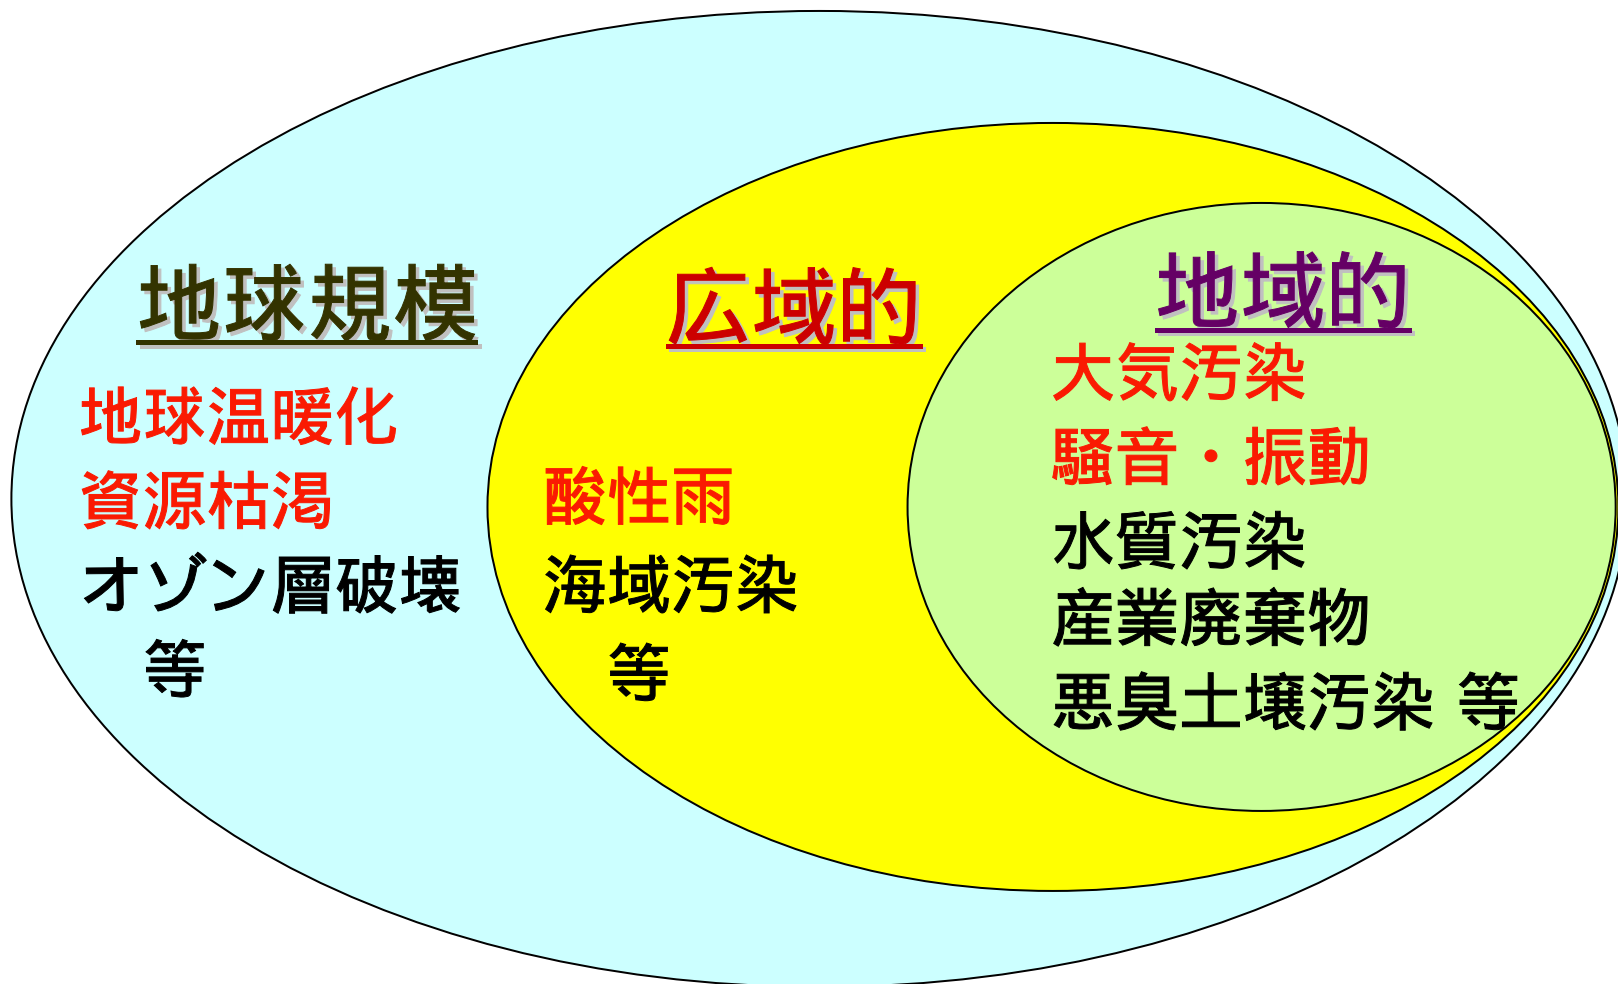 地球規模
地球温暖化
資源枯渇
オゾン層破壊
等
広域的
酸性雨
海域汚染
等
地域的
大気汚染
騒音・振動
水質汚染
産業廃棄物
悪臭土壌汚染 等